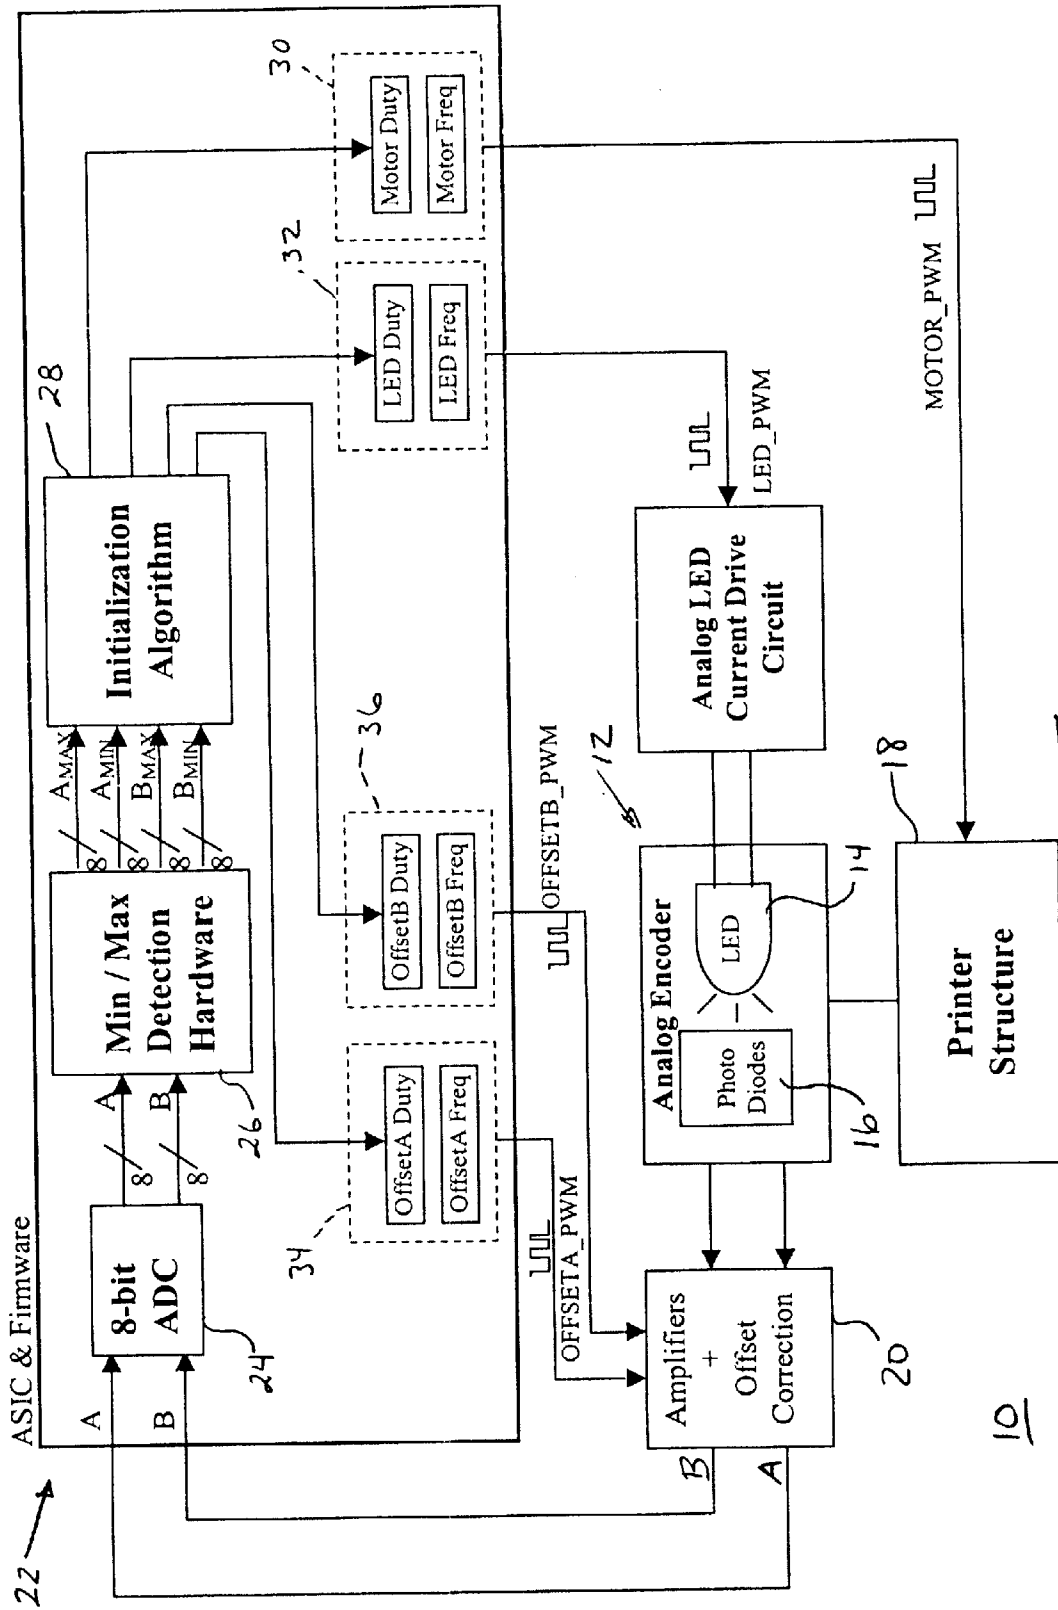 22
ASIC & Firmware
A
B
8-bit
ADC
24
A
B
8
8
Min / Max
Detection
Hardware
26
AMAX
AMIN
BMAX
BMIN
8
8
8
8
Initialization
Algorithm
28
34
OffsetA Duty
OffsetA Freq
36
OffsetB Duty
OffsetB Freq
32
LED Duty
LED Freq
30
Motor Duty
Motor Freq
OFFSETA_PWM
OFFSETB_PWM
LED_PWM
MOTOR_PWM
B
A
Amplifiers
+
Offset
Correction
20
12
Analog Encoder
Photo
Diodes
16
LED
14
Analog LED
Current Drive
Circuit
18
Printer
Structure
10